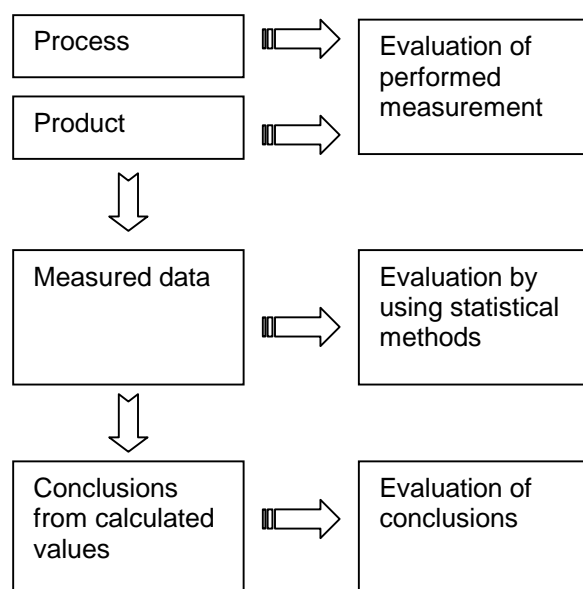 Process
Evaluation of
performed
measurement
Product
Measured data
Evaluation by
using statistical
methods
Conclusions
from calculated
values
Evaluation of
conclusions